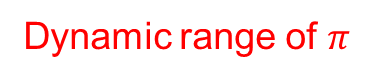 Dynamic range of π